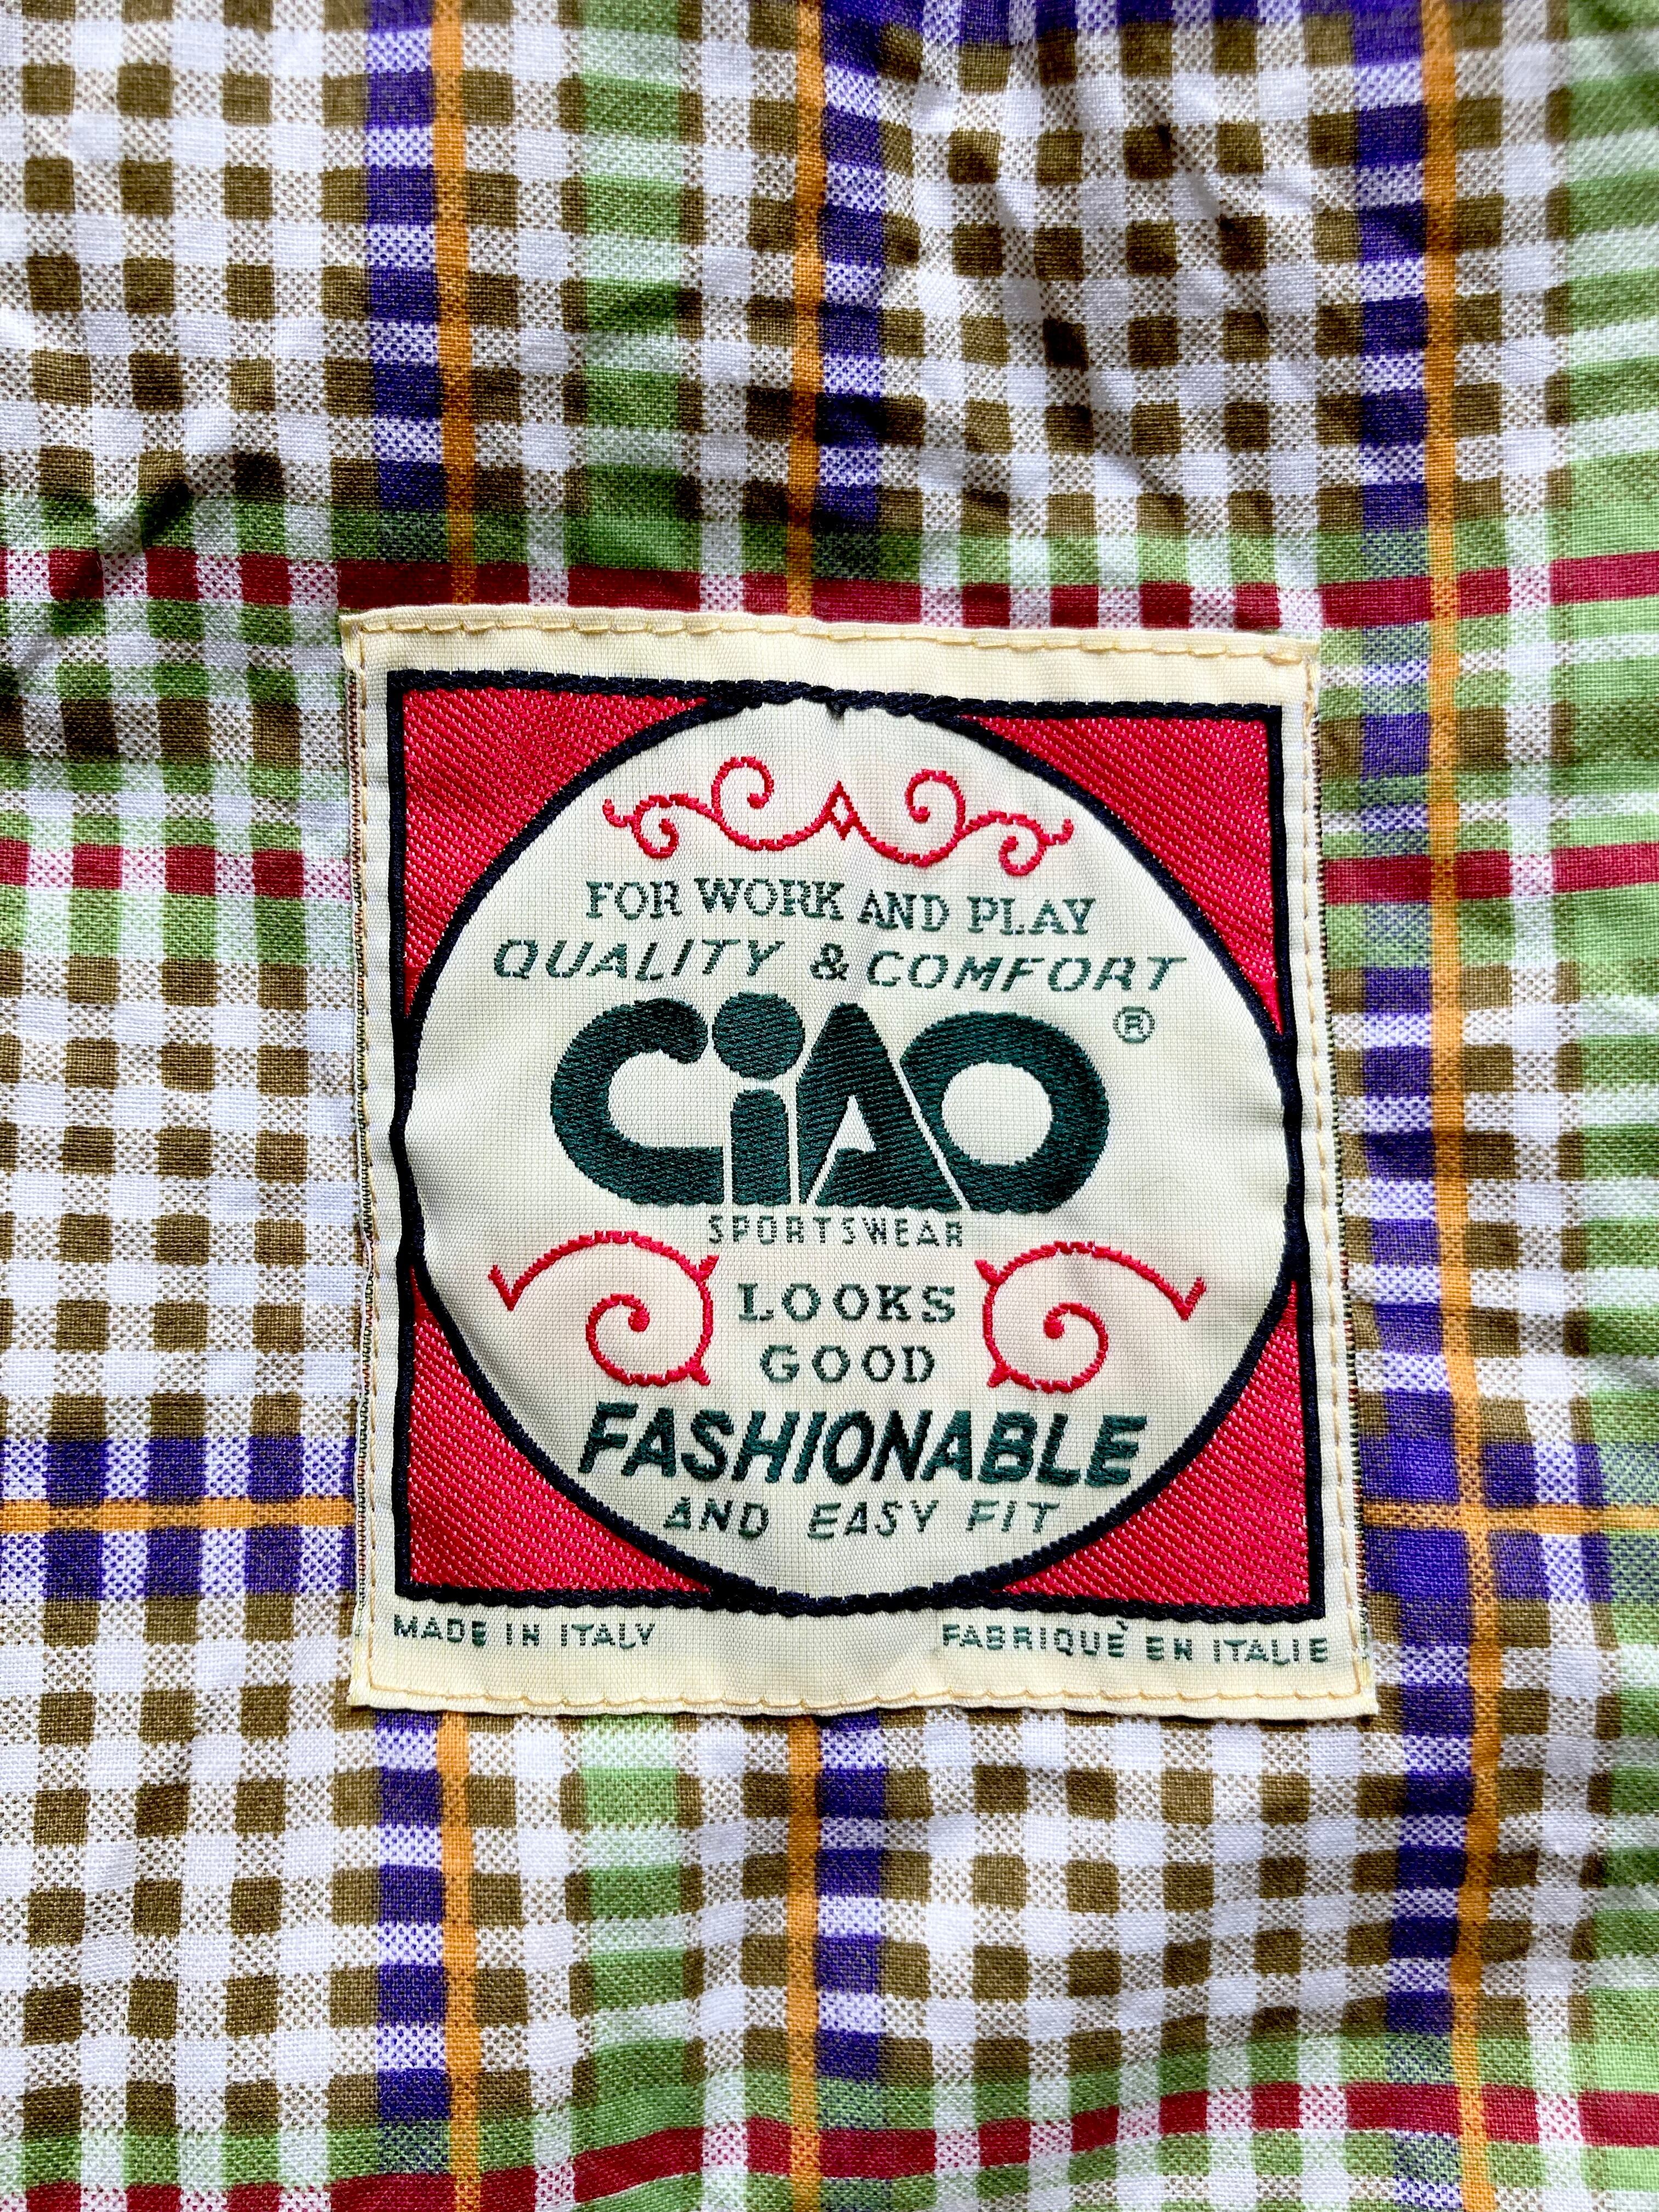 FOR WORK AND PLAY
QUALITY & COMFORT
CiAO ®
SPORTSWEAR
LOOKS
GOOD
FASHIONABLE
AND EASY FIT
MADE IN ITALY FABRIQUÈ EN ITALIE